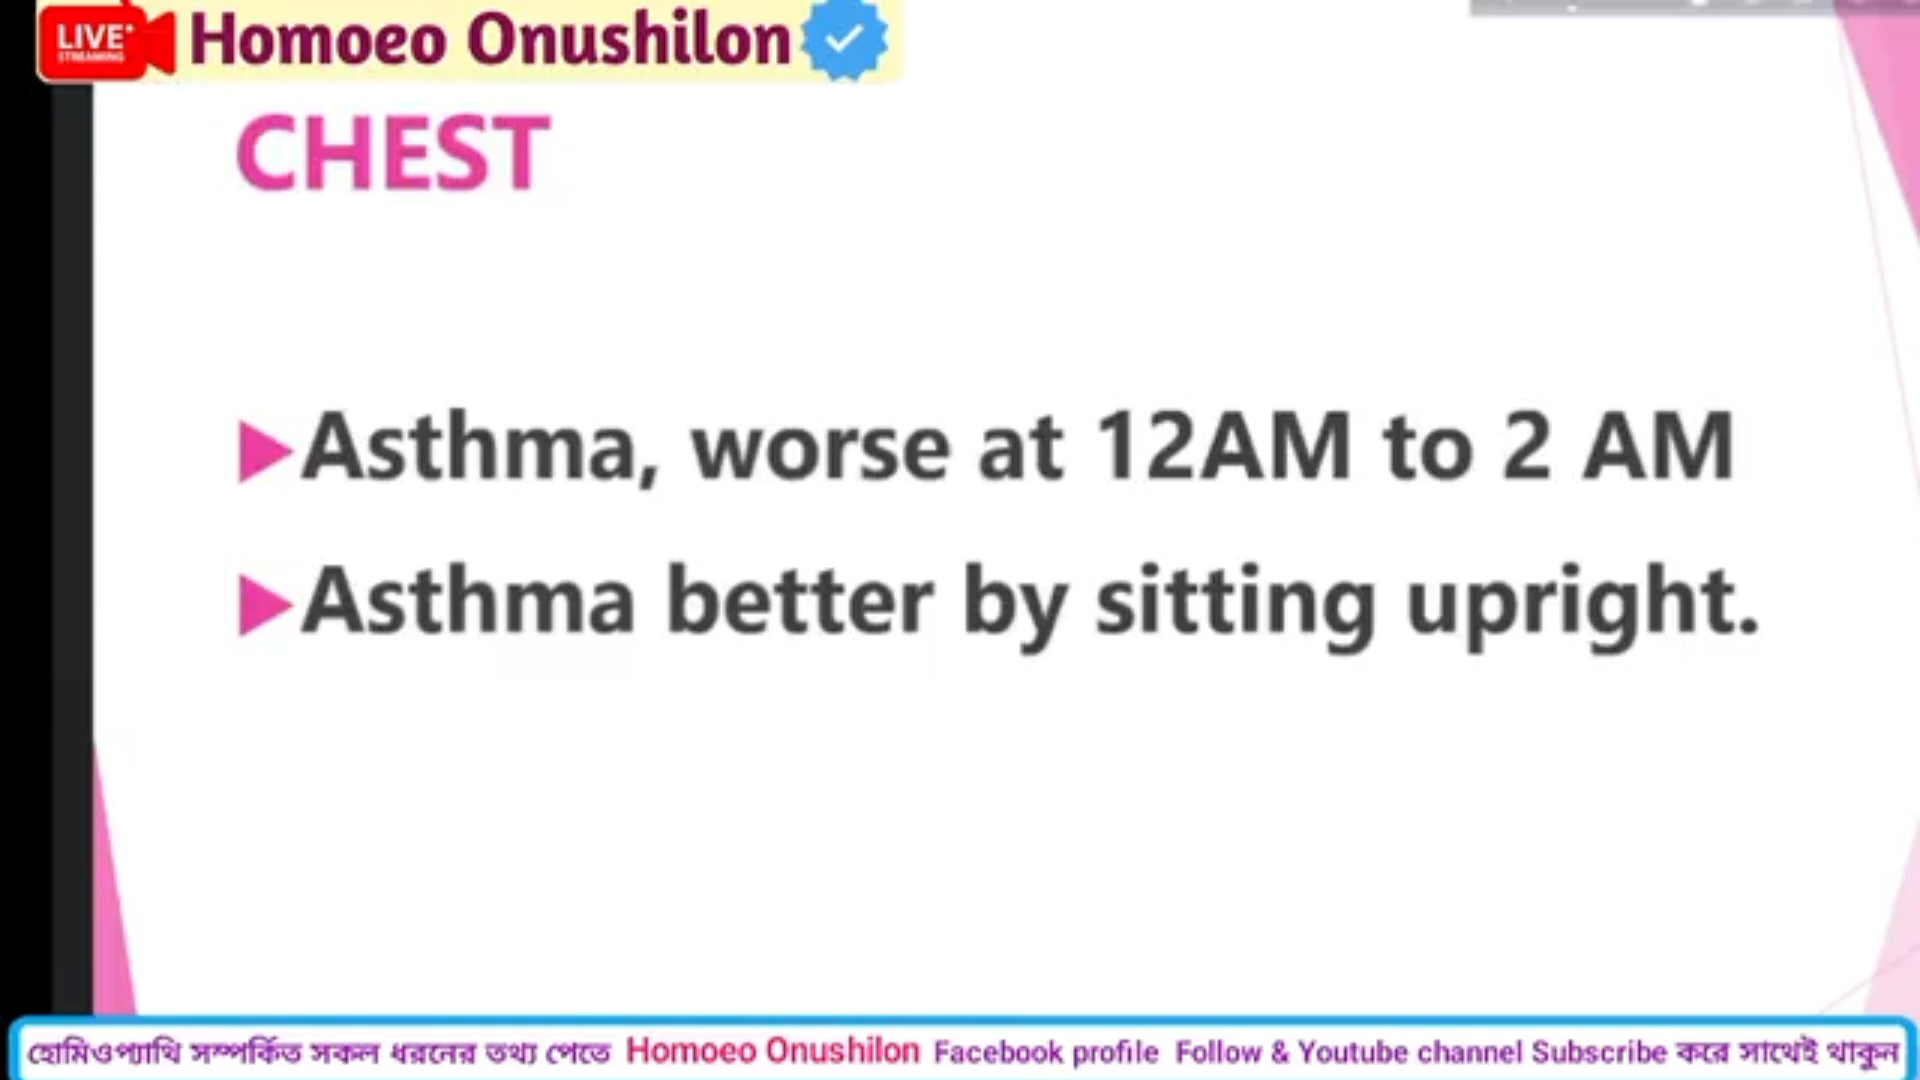 LIVE
STREAMING
Homoeo Onushilon
CHEST
Asthma, worse at 12AM to 2 AM
Asthma better by sitting upright.
হোমিওপ্যাথি সম্পর্কিত সকল ধরনের তথ্য পেতে Homoeo Onushilon Facebook profile Follow & Youtube channel Subscribe করে সাথেই থাকুন